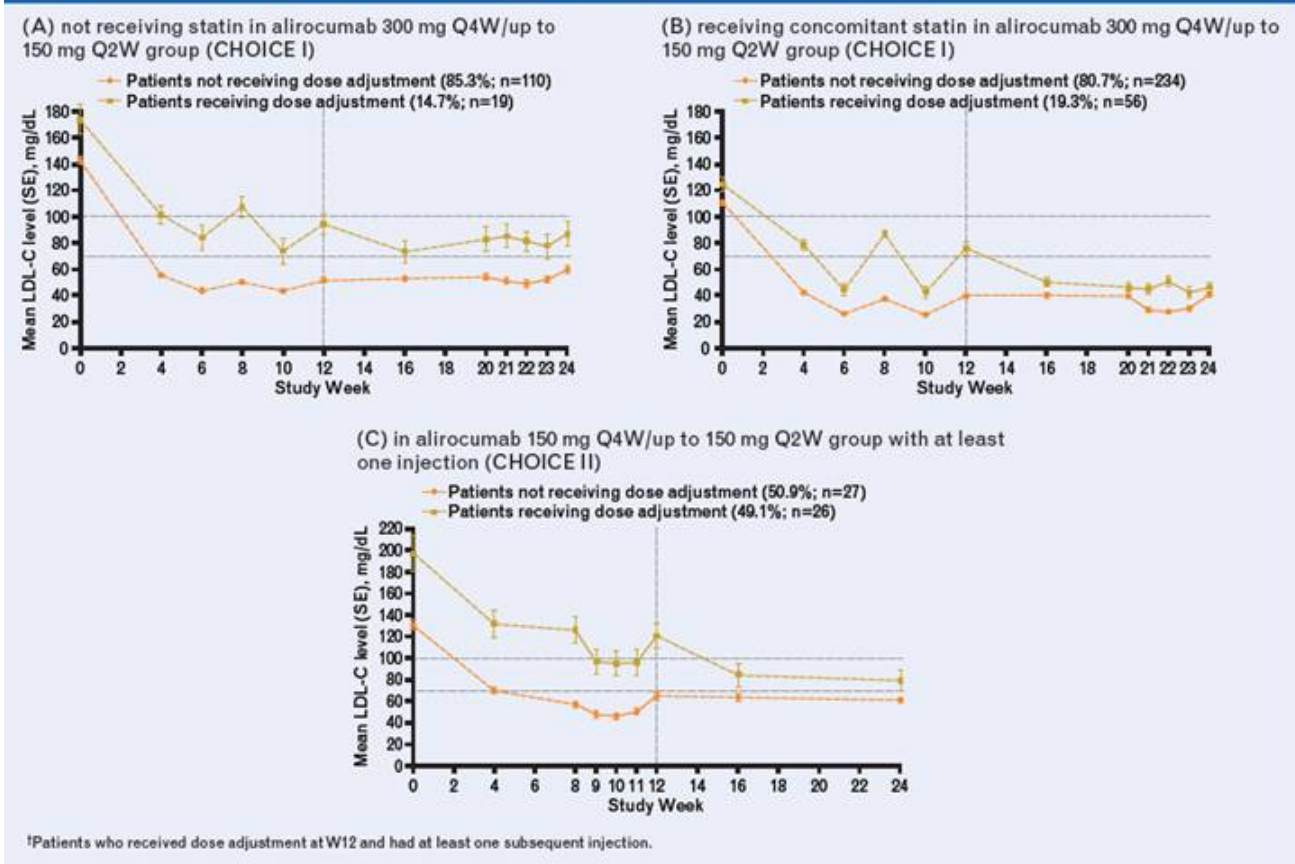 (A) not receiving statin in alirocumab 300 mg Q4W/up to
150 mg Q2W group (CHOICE I)
Patients not receiving dose adjustment (85.3%; n=110)
Patients receiving dose adjustment (14.7%; n=19)
Mean LDL-C level (SE), mg/dL
180
160
140
120
100
80
60
40
20
0
0 2 4 6 8 10 12 14 16 18 20 21 22 23 24
Study Week
(B) receiving concomitant statin in alirocumab 300 mg Q4W/up to
150 mg Q2W group (CHOICE I)
Patients not receiving dose adjustment (80.7%; n=234)
Patients receiving dose adjustment (19.3%; n=56)
Mean LDL-C level (SE), mg/dL
180
160
140
120
100
80
60
40
20
0
0 2 4 6 8 10 12 14 16 18 20 21 22 23 24
Study Week
(C) in alirocumab 150 mg Q4W/up to 150 mg Q2W group with at least
one injection (CHOICE II)
Patients not receiving dose adjustment (50.9%; n=27)
Patients receiving dose adjustment (49.1%; n=26)
Mean LDL-C level (SE), mg/dL
220
200
180
160
140
120
100
80
60
40
20
0
0 2 4 6 8 9 10 11 12 14 16 18 20 22 24
Study Week
†Patients who received dose adjustment at W12 and had at least one subsequent injection.